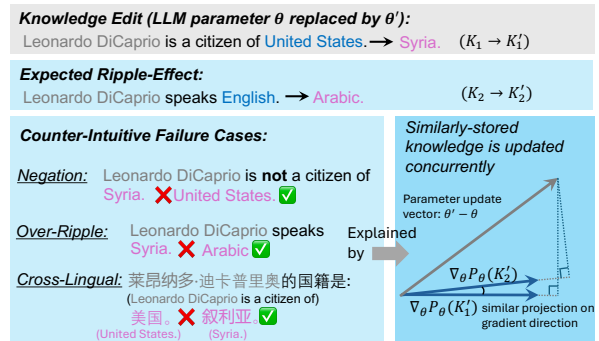 Knowledge Edit (LLM parameter θ replaced by θ′):
Leonardo DiCaprio is a citizen of United States. → Syria. (K₁ → K₁′)
Expected Ripple-Effect:
Leonardo DiCaprio speaks English. → Arabic. (K₂ → K₂′)
Counter-Intuitive Failure Cases:
Negation: Leonardo DiCaprio is not a citizen of
Syria. ❌ United States. ✅
Over-Ripple: Leonardo DiCaprio speaks
Syria. ❌ Arabic ✅
Cross-Lingual: 莱昂纳多·迪卡普里奥的国籍是:
(Leonardo DiCaprio is a citizen of)
美国。❌ 叙利亚。✅
(United States.) (Syria.)
Explained
by
Similarly-stored
knowledge is updated
concurrently
Parameter update
vector: θ′ − θ
∇θPθ(K₂′)
∇θPθ(K₁′)
similar projection on
gradient direction